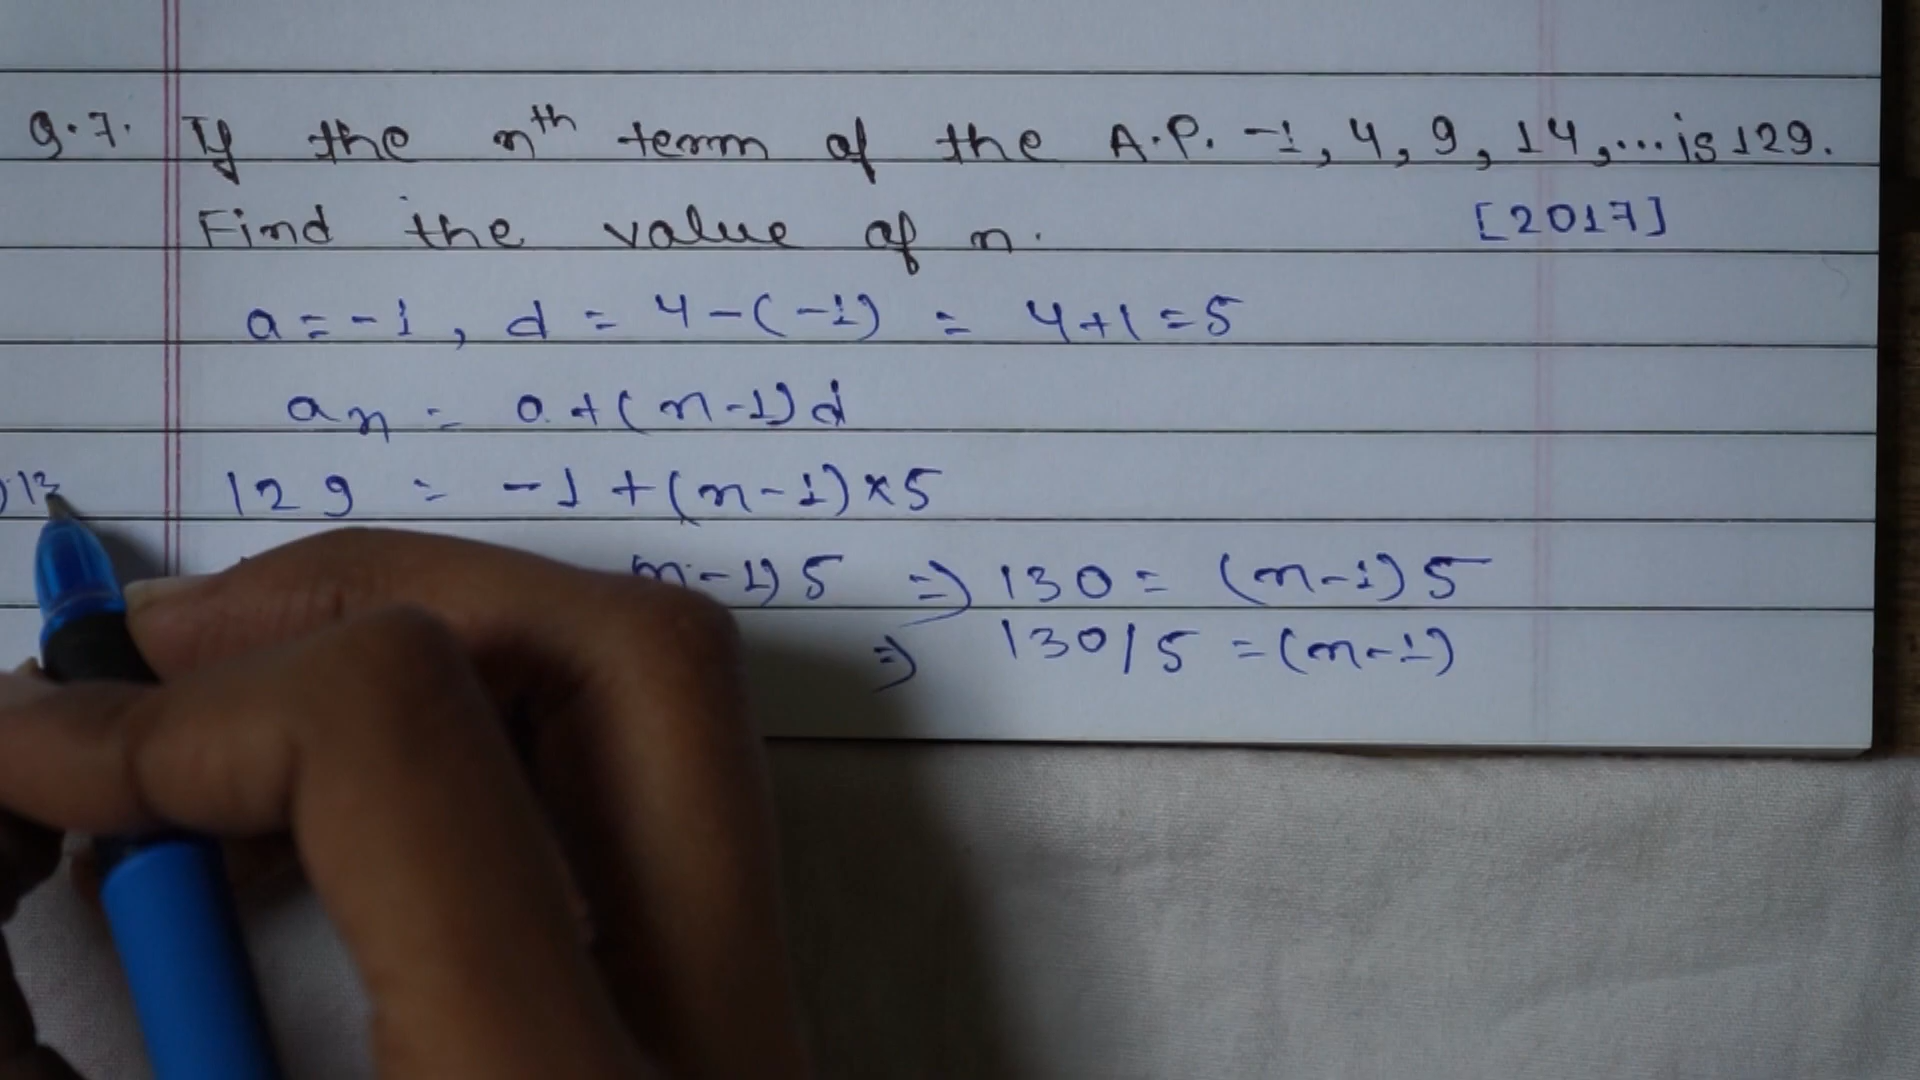 Q.7. If the nth term of the A.P. -1, 4, 9, 14,... is 129.
Find the value of n. [2017]
a = -1, d = 4-(-1) = 4+1 = 5
an = a + (n-1)d
129 = -1 + (n-1)×5
n-1)5 => 130 = (n-1)5
=> 130/5 = (n-1)